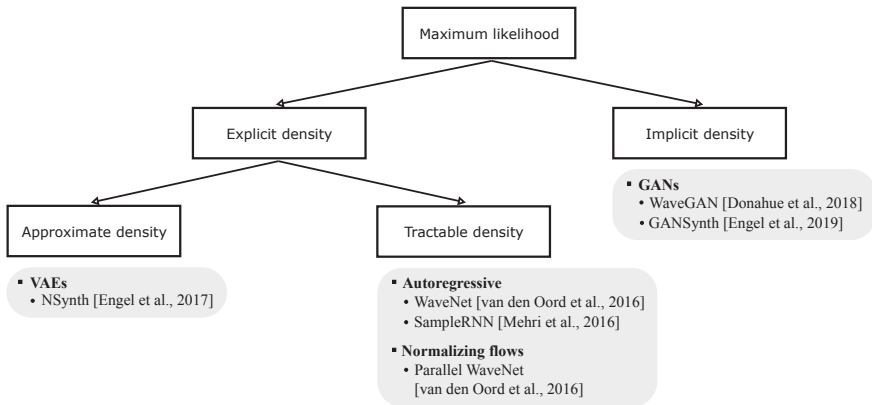 Maximum likelihood
Explicit density
Implicit density
▪ GANs
• WaveGAN [Donahue et al., 2018]
• GANSynth [Engel et al., 2019]
Approximate density
Tractable density
▪ VAEs
• NSynth [Engel et al., 2017]
▪ Autoregressive
• WaveNet [van den Oord et al., 2016]
• SampleRNN [Mehri et al., 2016]
▪ Normalizing flows
• Parallel WaveNet
[van den Oord et al., 2016]